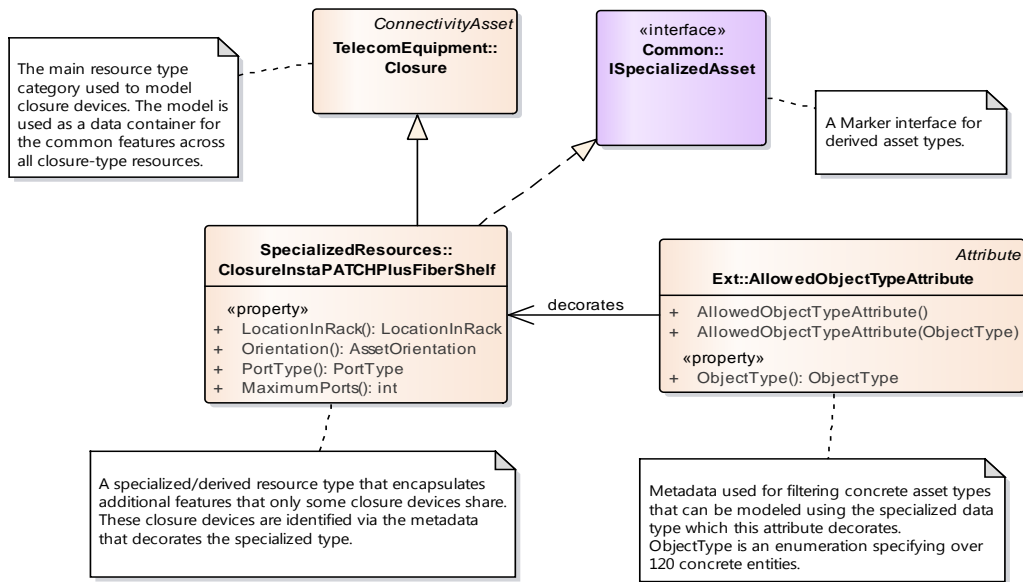 ConnectivityAsset
TelecomEquipment::
Closure
«interface»
Common::
ISpecializedAsset
The main resource type
category used to model
closure devices. The model is
used as a data container for
the common features across
all closure-type resources.
A Marker interface for
derived asset types.
SpecializedResources::
ClosureInstaPATCHPlusFiberShelf
«property»
+ LocationInRack(): LocationInRack
+ Orientation(): AssetOrientation
+ PortType(): PortType
+ MaximumPorts(): int
decorates
Attribute
Ext::AllowedObjectTypeAttribute
+ AllowedObjectTypeAttribute()
+ AllowedObjectTypeAttribute(ObjectType)
«property»
+ ObjectType(): ObjectType
A specialized/derived resource type that encapsulates
additional features that only some closure devices share.
These closure devices are identified via the metadata
that decorates the specialized type.
Metadata used for filtering concrete asset types
that can be modeled using the specialized data
type which this attribute decorates.
ObjectType is an enumeration specifying over
120 concrete entities.